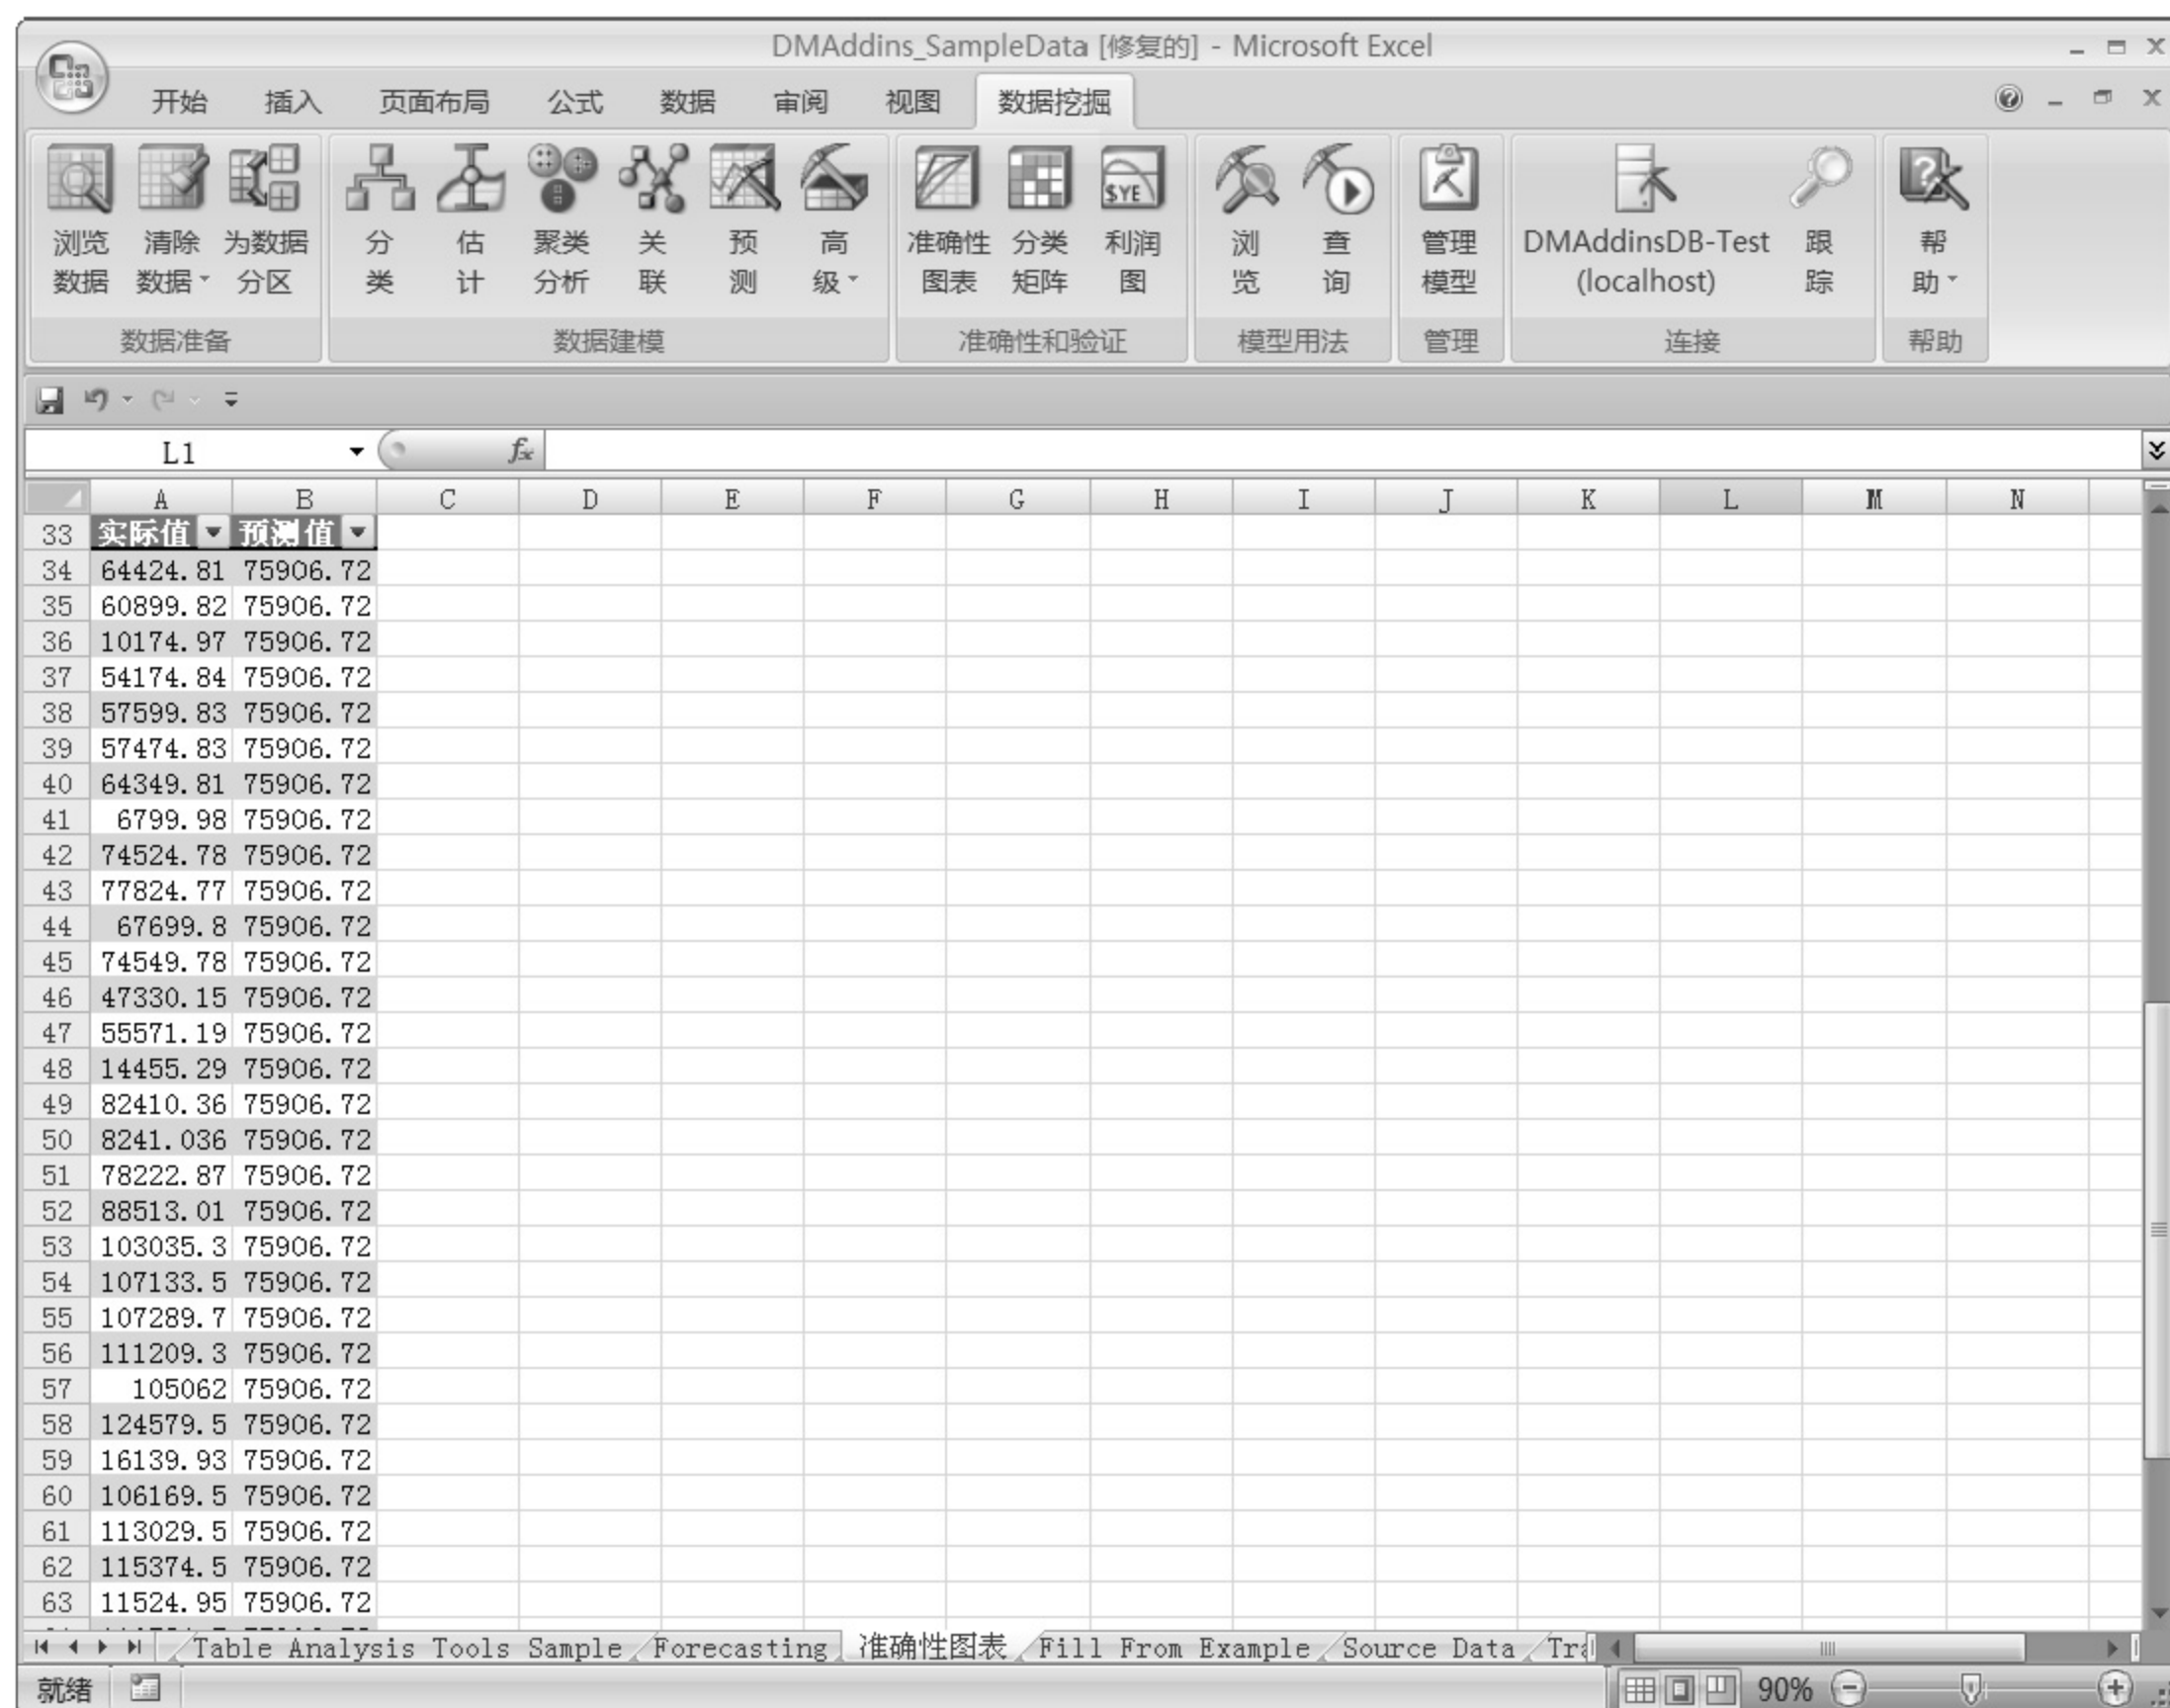 DMAddins_SampleData [修复的] - Microsoft Excel
开始 插入 页面布局 公式 数据 审阅 视图 数据挖掘
浏览数据 清除数据 为数据分区 分类 估计 聚类分析 关联 预测 高级 准确性图表 分类矩阵 利润图 浏览 查询 管理模型 DMAddinsDB-Test (localhost) 跟踪 帮助
$YE
数据准备 数据建模 准确性和验证 模型用法 管理 连接 帮助
L1 fx
A B C D E F G H I J K L M N
33 实际值 预测值
34 64424.81 75906.72
35 60899.82 75906.72
36 10174.97 75906.72
37 54174.84 75906.72
38 57599.83 75906.72
39 57474.83 75906.72
40 64349.81 75906.72
41 6799.98 75906.72
42 74524.78 75906.72
43 77824.77 75906.72
44 67699.8 75906.72
45 74549.78 75906.72
46 47330.15 75906.72
47 55571.19 75906.72
48 14455.29 75906.72
49 82410.36 75906.72
50 8241.036 75906.72
51 78222.87 75906.72
52 88513.01 75906.72
53 103035.3 75906.72
54 107133.5 75906.72
55 107289.7 75906.72
56 111209.3 75906.72
57 105062 75906.72
58 124579.5 75906.72
59 16139.93 75906.72
60 106169.5 75906.72
61 113029.5 75906.72
62 115374.5 75906.72
63 11524.95 75906.72
Table Analysis Tools Sample Forecasting 准确性图表 Fill From Example Source Data Tra
就绪 90%